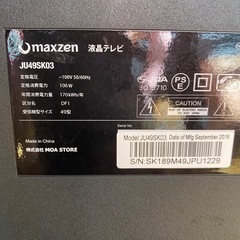 maxzen 液晶テレビ
JU49SK03
定格電圧 ~100V 50/60Hz
定格消費電力 106W
年間消費電力量 170kWh/年
区分 DF1
受信機型サイズ 49型
Made in China
株式会社 MOA STORE
PS
E
Model:JU49SK03 Date of Mfg:September 2018
S/N:SK189M49JPU1229